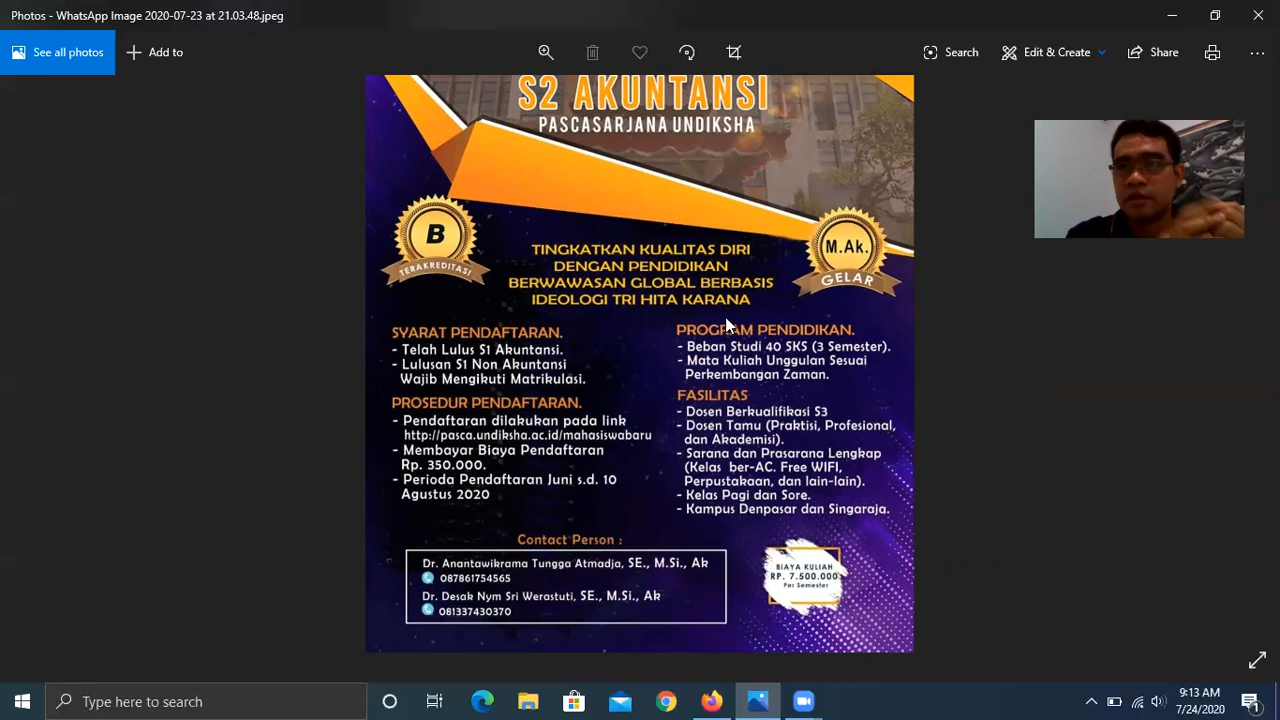 Photos - WhatsApp Image 2020-07-23 at 21.03.48.jpeg
See all photos
Add to
Search
Edit & Create
Share
S2 AKUNTANSI
PASCASARJANA UNDIKSHA
B
TERAKREDITASI
M.Ak.
GELAR
TINGKATKAN KUALITAS DIRI
DENGAN PENDIDIKAN
BERWAWASAN GLOBAL BERBASIS
IDEOLOGI TRI HITA KARANA
SYARAT PENDAFTARAN.
- Telah Lulus S1 Akuntansi.
- Lulusan S1 Non Akuntansi
Wajib Mengikuti Matrikulasi.
PROSEDUR PENDAFTARAN.
- Pendaftaran dilakukan pada link
http://pasca.undiksha.ac.id/mahasiswabaru
- Membayar Biaya Pendaftaran
Rp. 350.000.
- Perioda Pendaftaran Juni s.d. 10
Agustus 2020
PROGRAM PENDIDIKAN.
- Beban Studi 40 SKS (3 Semester).
- Mata Kuliah Unggulan Sesuai
Perkembangan Zaman.
FASILITAS
- Dosen Berkualifikasi S3
- Dosen Tamu (Praktisi, Profesional,
dan Akademisi).
- Sarana dan Prasarana Lengkap
(Kelas ber-AC. Free WIFI,
Perpustakaan, dan lain-lain).
- Kelas Pagi dan Sore.
- Kampus Denpasar dan Singaraja.
Contact Person :
Dr. Anantawikrama Tungga Atmadja, SE., M.Si., Ak
087861754565
Dr. Desak Nym Sri Werastuti, SE., M.Si., Ak
081337430370
BIAYA KULIAH
RP. 7.500.000
Per Semester
Type here to search
9:13 AM
7/24/2020
1